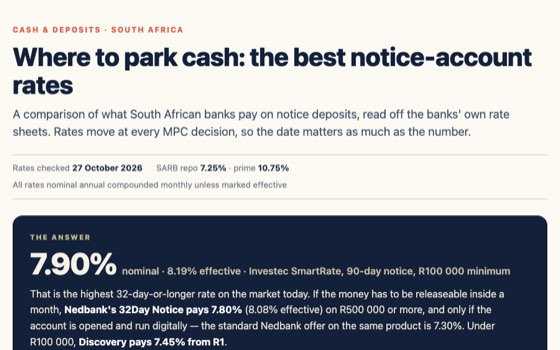 CASH & DEPOSITS · SOUTH AFRICA
Where to park cash: the best notice-account
rates
A comparison of what South African banks pay on notice deposits, read off the banks' own rate
sheets. Rates move at every MPC decision, so the date matters as much as the number.
Rates checked 27 October 2026 SARB repo 7.25% · prime 10.75%
All rates nominal annual compounded monthly unless marked effective
THE ANSWER
7.90% nominal · 8.19% effective · Investec SmartRate, 90-day notice, R100 000 minimum
That is the highest 32-day-or-longer rate on the market today. If the money has to be releaseable inside a
month, Nedbank's 32Day Notice pays 7.80% (8.08% effective) on R500 000 or more, and only if the
account is opened and run digitally — the standard Nedbank offer on the same product is 7.30%. Under
R100 000, Discovery pays 7.45% from R1.